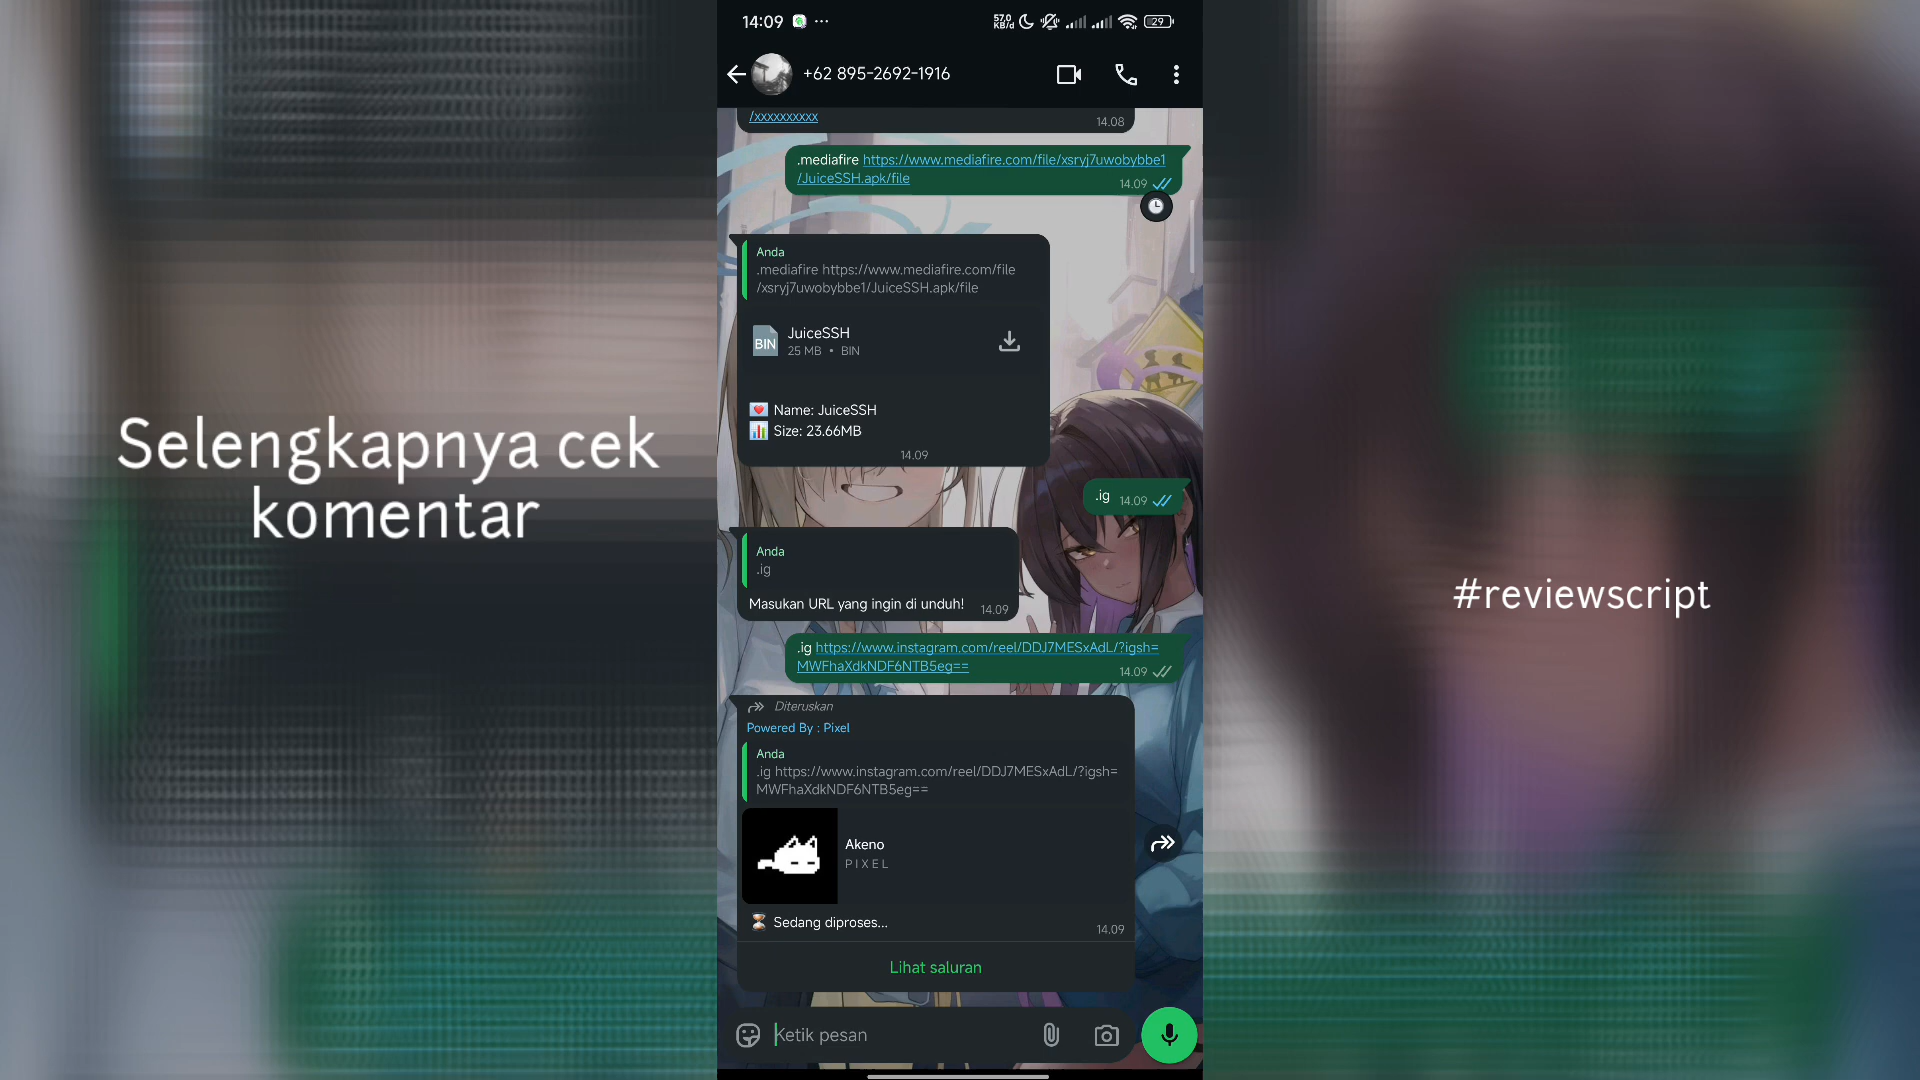 14:09
57,0
KB/d
29
+62 895-2692-1916
/xxxxxxxxxx
14.08
.mediafire https://www.mediafire.com/file/xsryj7uwobybbe1
/JuiceSSH.apk/file
14.09
Anda
.mediafire https://www.mediafire.com/file
/xsryj7uwobybbe1/JuiceSSH.apk/file
BIN
JuiceSSH
25 MB • BIN
Name: JuiceSSH
Size: 23.66MB
14.09
.ig 14.09
Anda
.ig
Masukan URL yang ingin di unduh! 14.09
.ig https://www.instagram.com/reel/DDJ7MESxAdL/?igsh=
MWFhaXdkNDF6NTB5eg==
14.09
Diteruskan
Powered By : Pixel
Anda
.ig https://www.instagram.com/reel/DDJ7MESxAdL/?igsh=
MWFhaXdkNDF6NTB5eg==
Akeno
PIXEL
Sedang diproses...
14.09
Lihat saluran
Ketik pesan
Selengkapnya cek
komentar
#reviewscript